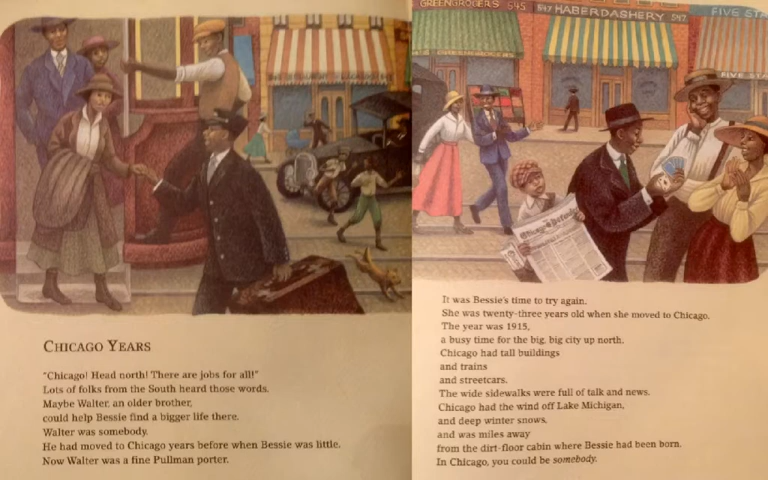 CHICAGO YEARS
"Chicago! Head north! There are jobs for all!"
Lots of folks from the South heard those words.
Maybe Walter, an older brother,
could help Bessie find a bigger life there.
Walter was somebody.
He had moved to Chicago years before when Bessie was little.
Now Walter was a fine Pullman porter.
GREENGROCERS 545
547 HABERDASHERY 547
FIVE STA
FIVE STA
Chicago Defender
It was Bessie's time to try again.
She was twenty-three years old when she moved to Chicago.
The year was 1915,
a busy time for the big, big city up north.
Chicago had tall buildings
and trains
and streetcars.
The wide sidewalks were full of talk and news.
Chicago had the wind off Lake Michigan,
and deep winter snows,
and was miles away
from the dirt-floor cabin where Bessie had been born.
In Chicago, you could be somebody.